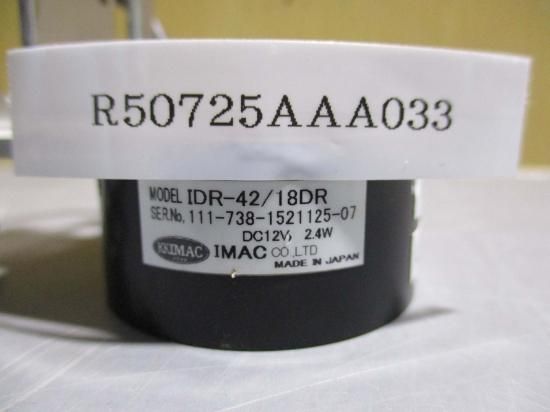 R50725AAA033
MODEL IDR-42/18DR
SER.No. 111-738-1521125-07
DC12V, 2.4W
KKIMAC IMAC CO.,LTD
MADE IN JAPAN